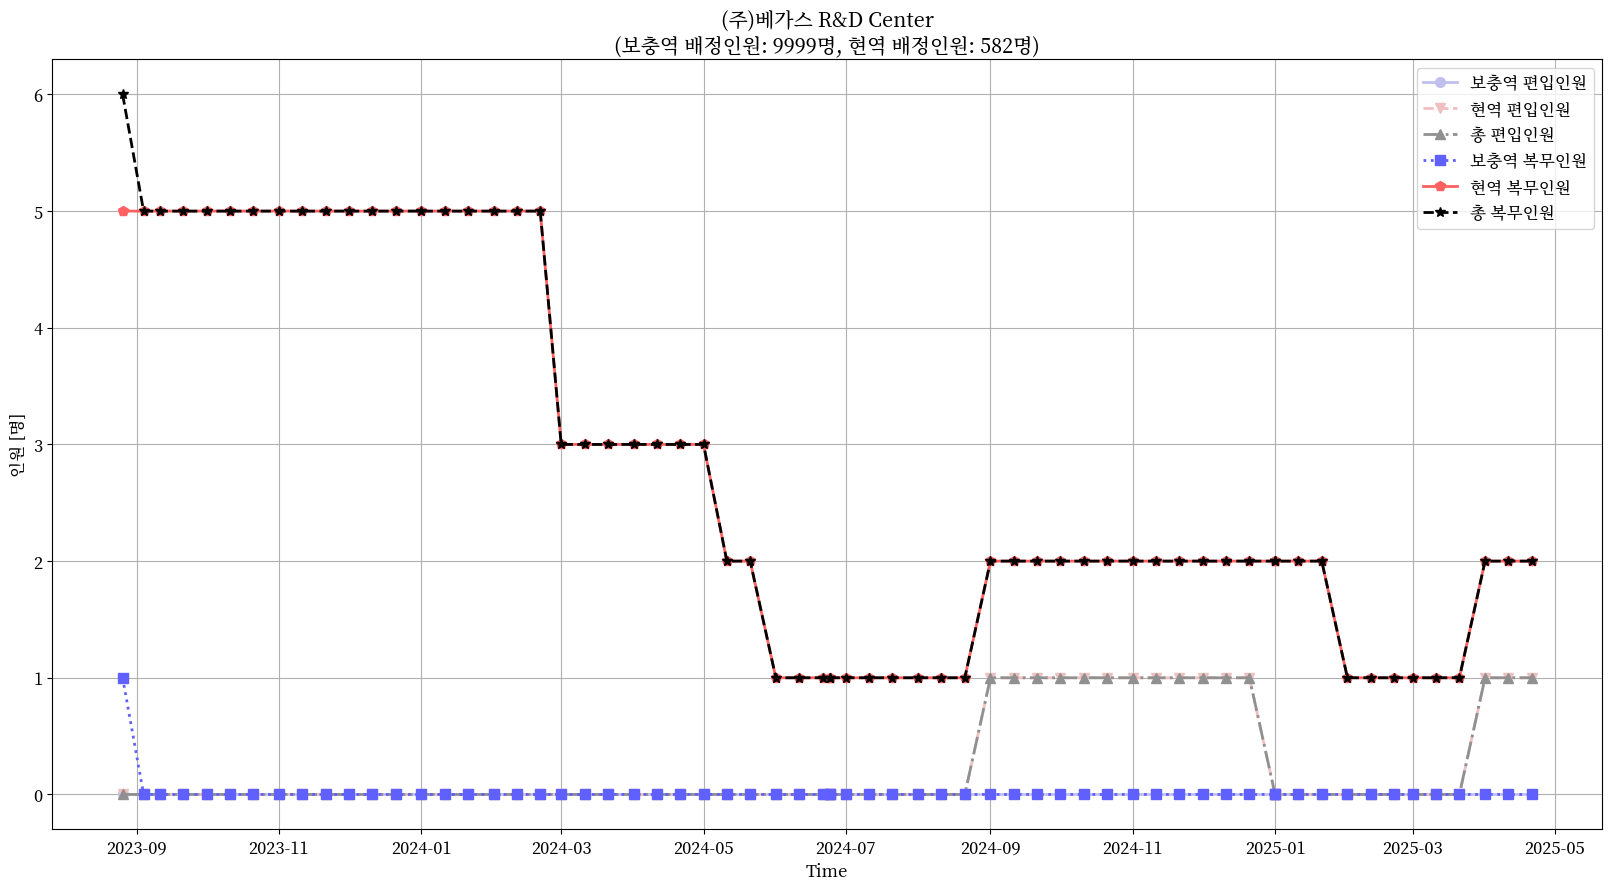 (주)베가스 R&D Center
(보충역 배정인원: 9999명, 현역 배정인원: 582명)
보충역 편입인원
현역 편입인원
총 편입인원
보충역 복무인원
현역 복무인원
총 복무인원
인원 [명]
6
5
4
3
2
1
0
2023-09
2023-11
2024-01
2024-03
2024-05
2024-07
2024-09
2024-11
2025-01
2025-03
2025-05
Time